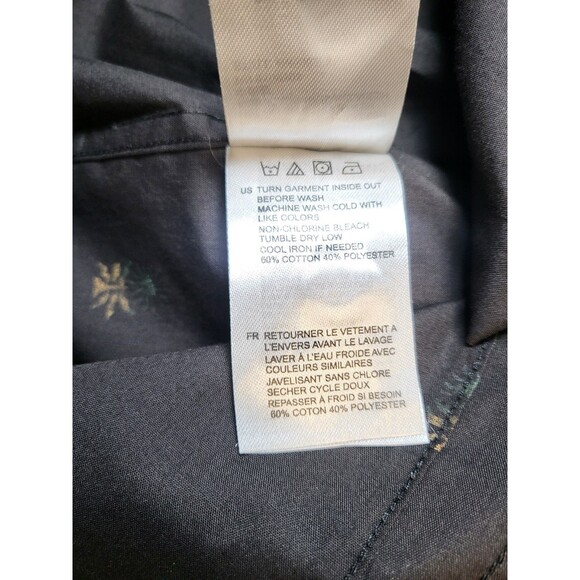 US TURN GARMENT INSIDE OUT
BEFORE WASH
MACHINE WASH COLD WITH
LIKE COLORS
NON-CHLORINE BLEACH
TUMBLE DRY LOW
COOL IRON IF NEEDED
60% COTTON 40% POLYESTER
FR RETOURNER LE VETEMENT A
L'ENVERS AVANT LE LAVAGE
LAVER À L'EAU FROIDE AVEC
COULEURS SIMILAIRES
JAVELISANT SANS CHLORE
SECHER CYCLE DOUX
REPASSER À FROID SI BESOIN
60% COTTON 40% POLYESTER